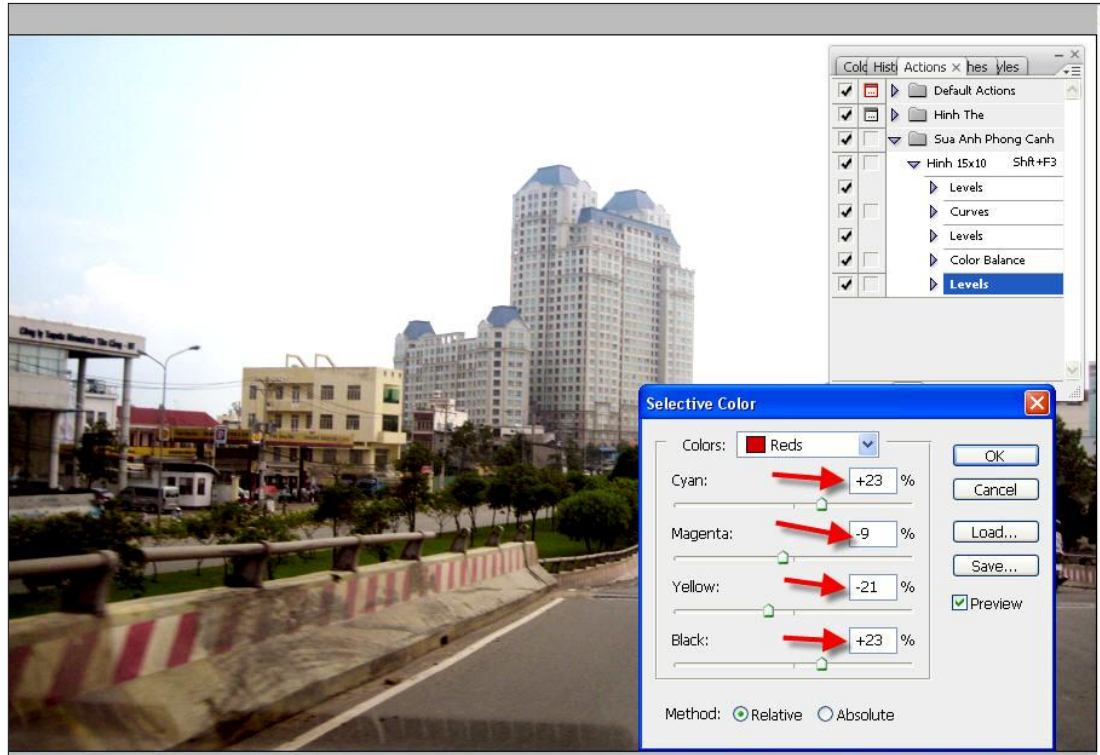 Colo Hist Actions × hes yles
Default Actions
Hinh The
Sua Anh Phong Canh
Hinh 15x10 Shft+F3
Levels
Curves
Levels
Color Balance
Levels
Selective Color
Colors: Reds
Cyan: +23 %
Magenta: -9 %
Yellow: -21 %
Black: +23 %
Method: Relative Absolute
OK
Cancel
Load...
Save...
Preview